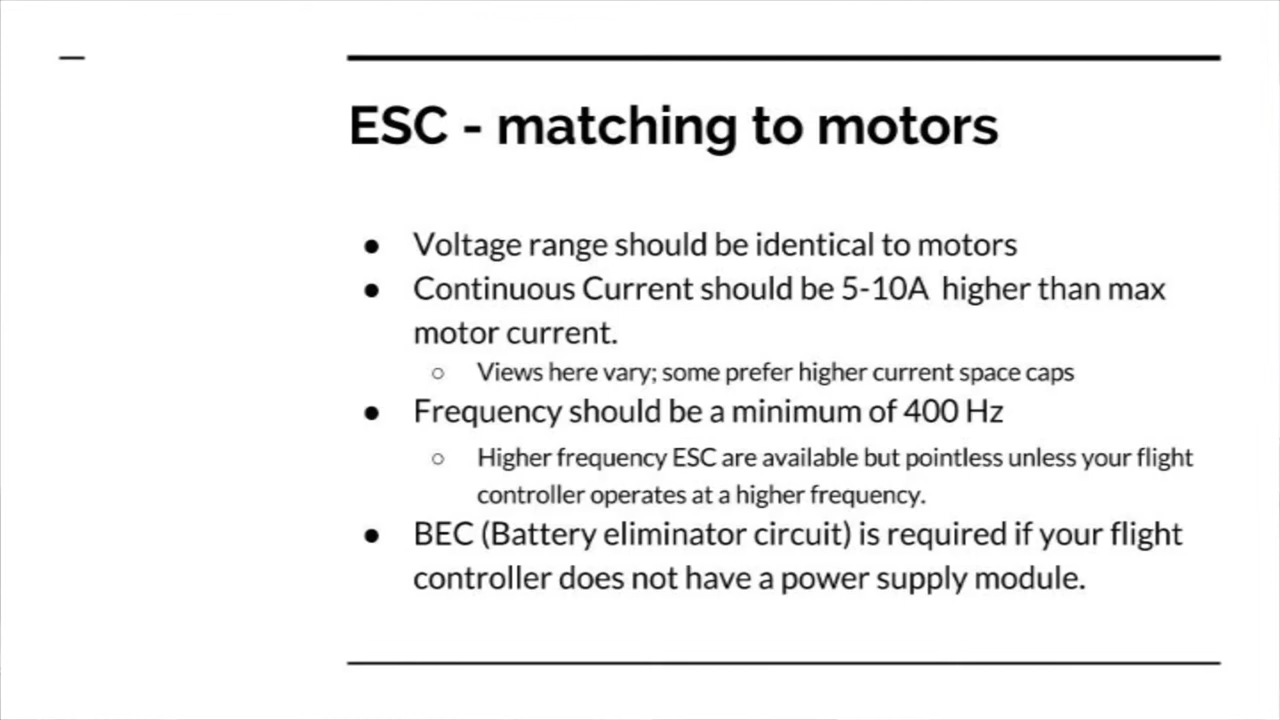 ESC - matching to motors
● Voltage range should be identical to motors
● Continuous Current should be 5-10A higher than max
motor current.
○ Views here vary; some prefer higher current space caps
● Frequency should be a minimum of 400 Hz
○ Higher frequency ESC are available but pointless unless your flight
controller operates at a higher frequency.
● BEC (Battery eliminator circuit) is required if your flight
controller does not have a power supply module.